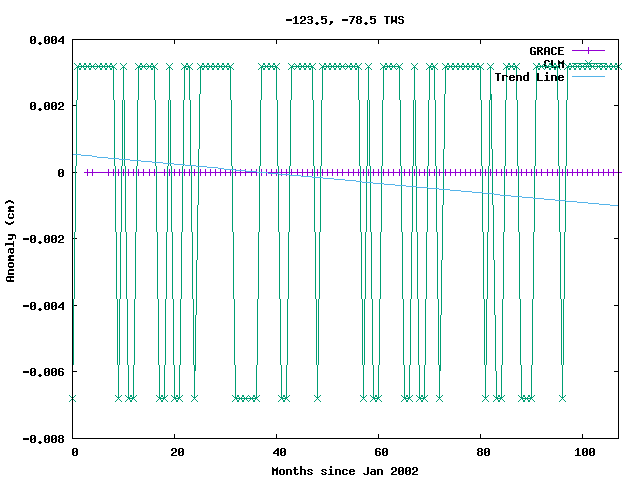 -123.5, -78.5 TWS
0.004
0.002
0
-0.002
-0.004
-0.006
-0.008
Anomaly (cm)
GRACE
CLM
Trend Line
0 20 40 60 80 100
Months since Jan 2002